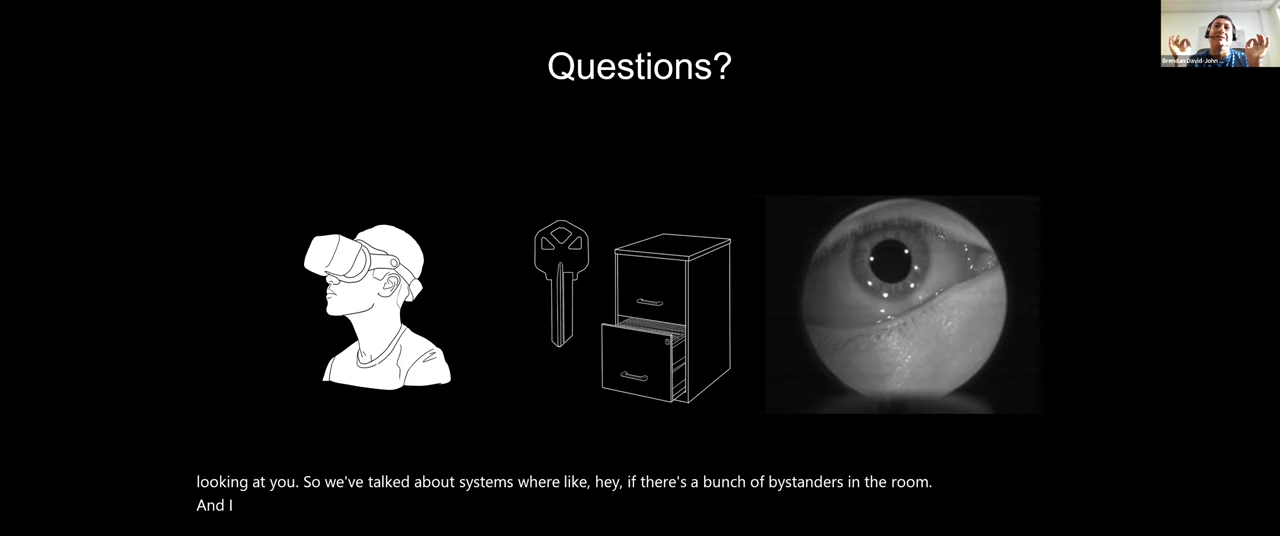 Questions?
Brendan David-John ...
looking at you. So we've talked about systems where like, hey, if there's a bunch of bystanders in the room.
And I